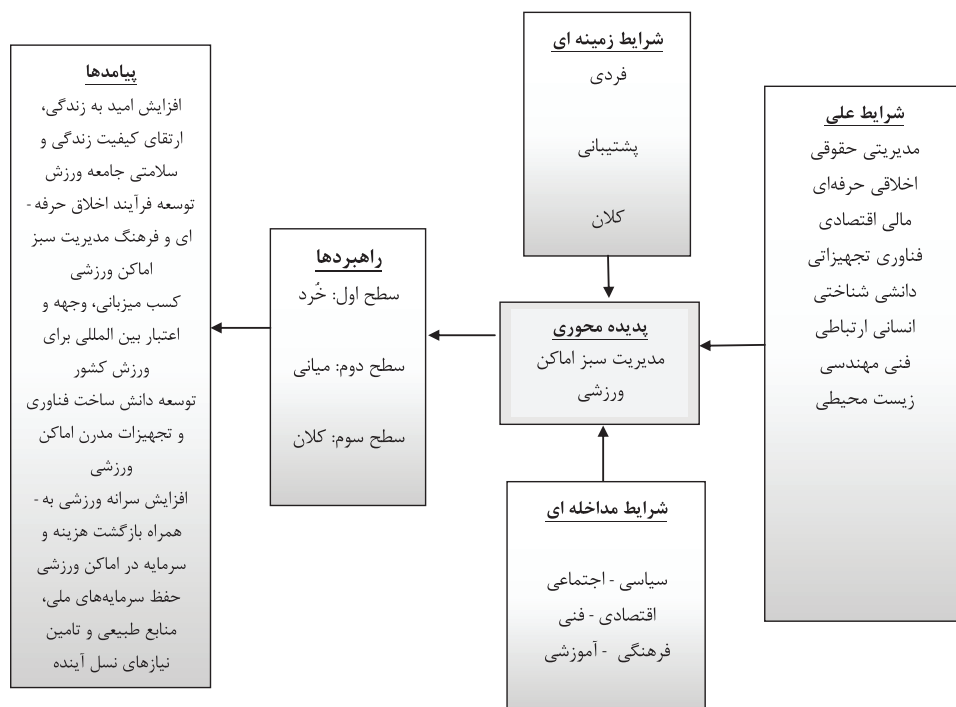 شرایط علی
مدیریتی حقوقی
اخلاقی حرفه‌ای
مالی اقتصادی
فناوری تجهیزاتی
دانشی شناختی
انسانی ارتباطی
فنی مهندسی
زیست محیطی
شرایط زمینه ای
فردی
پشتیبانی
کلان
پدیده محوری
مدیریت سبز اماکن
ورزشی
شرایط مداخله ای
سیاسی - اجتماعی
اقتصادی - فنی
فرهنگی - آموزشی
راهبردها
سطح اول: خُرد
سطح دوم: میانی
سطح سوم: کلان
پیامدها
افزایش امید به زندگی،
ارتقای کیفیت زندگی و
سلامتی جامعه ورزش
توسعه فرآیند اخلاق حرفه -
ای و فرهنگ مدیریت سبز
اماکن ورزشی
کسب میزبانی، وجهه و
اعتبار بین المللی برای
ورزش کشور
توسعه دانش ساخت فناوری
و تجهیزات مدرن اماکن
ورزشی
افزایش سرانه ورزشی به -
همراه بازگشت هزینه و
سرمایه در اماکن ورزشی
حفظ سرمایه‌های ملی،
منابع طبیعی و تامین
نیازهای نسل آینده